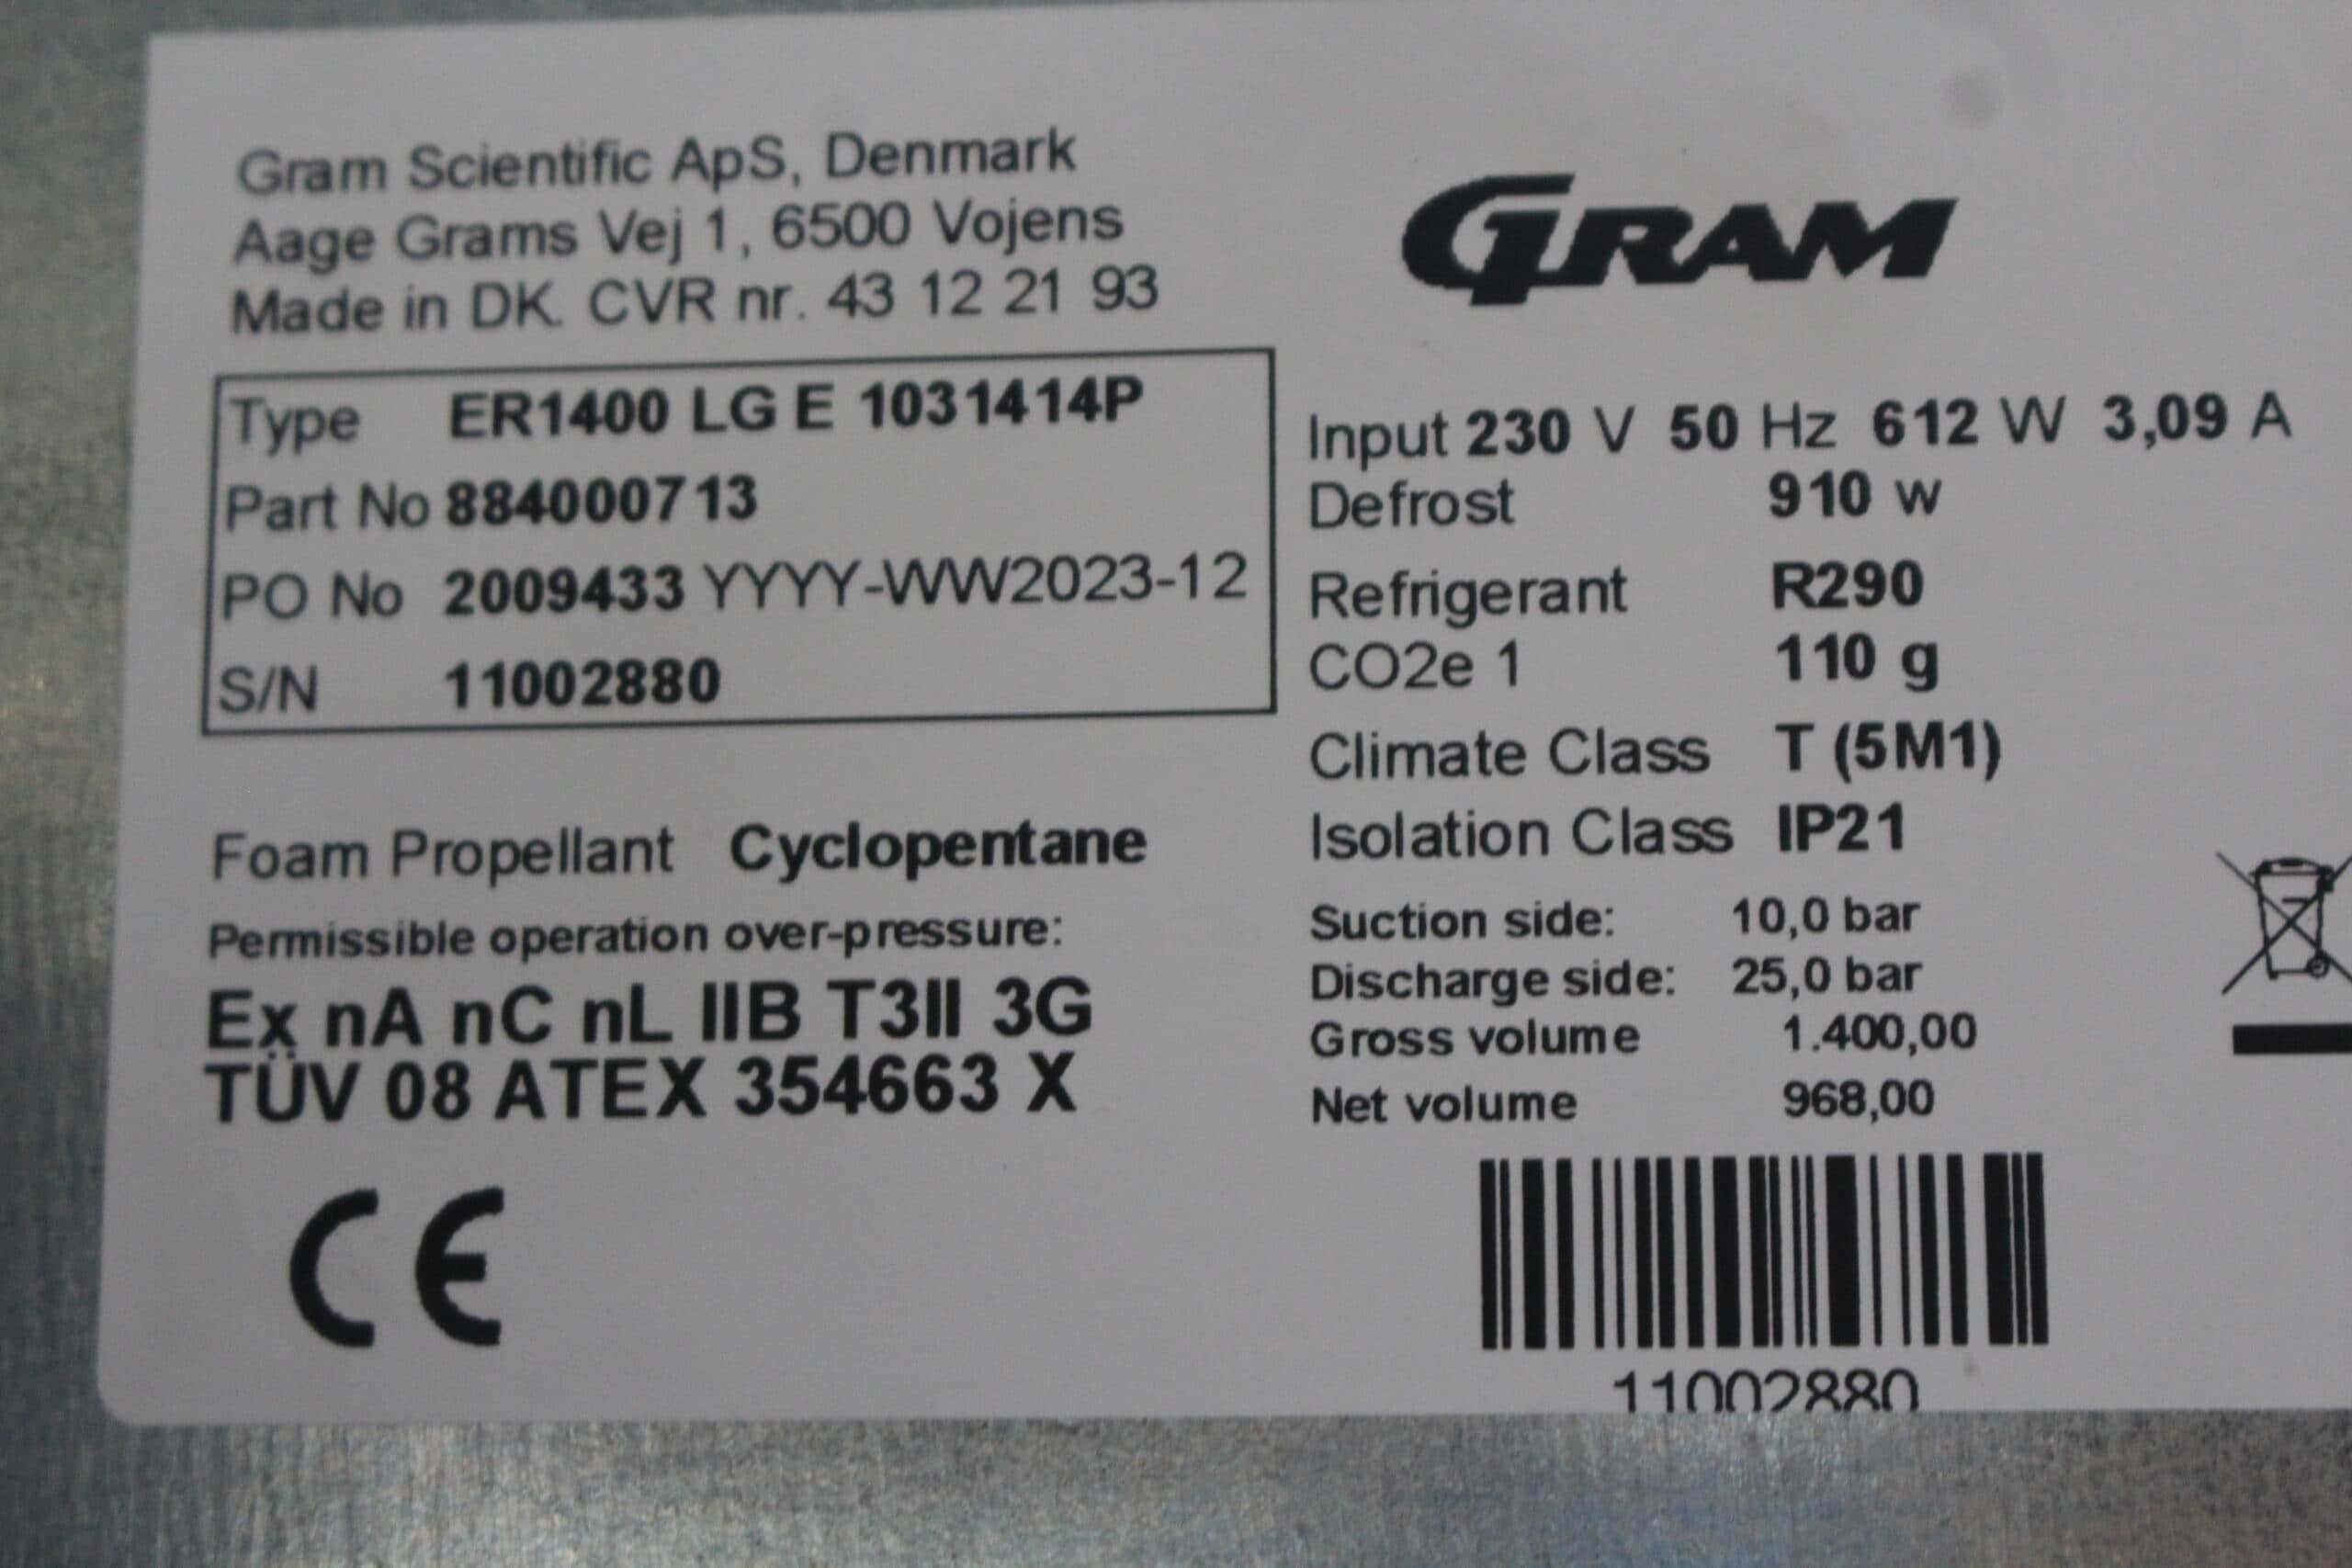 Gram Scientific ApS, Denmark
Aage Grams Vej 1, 6500 Vojens
Made in DK. CVR nr. 43 12 21 93
GRAM
Type ER1400 LG E 1031414P
Part No 884000713
PO No 2009433 YYYY-WW2023-12
S/N 11002880
Input 230 V 50 Hz 612 W 3,09 A
Defrost 910 w
Refrigerant R290
CO2e 1 110 g
Climate Class T (5M1)
Isolation Class IP21
Foam Propellant Cyclopentane
Permissible operation over-pressure:
Ex nA nC nL IIB T3II 3G
TÜV 08 ATEX 354663 X
Suction side: 10,0 bar
Discharge side: 25,0 bar
Gross volume 1.400,00
Net volume 968,00
CE
11002880